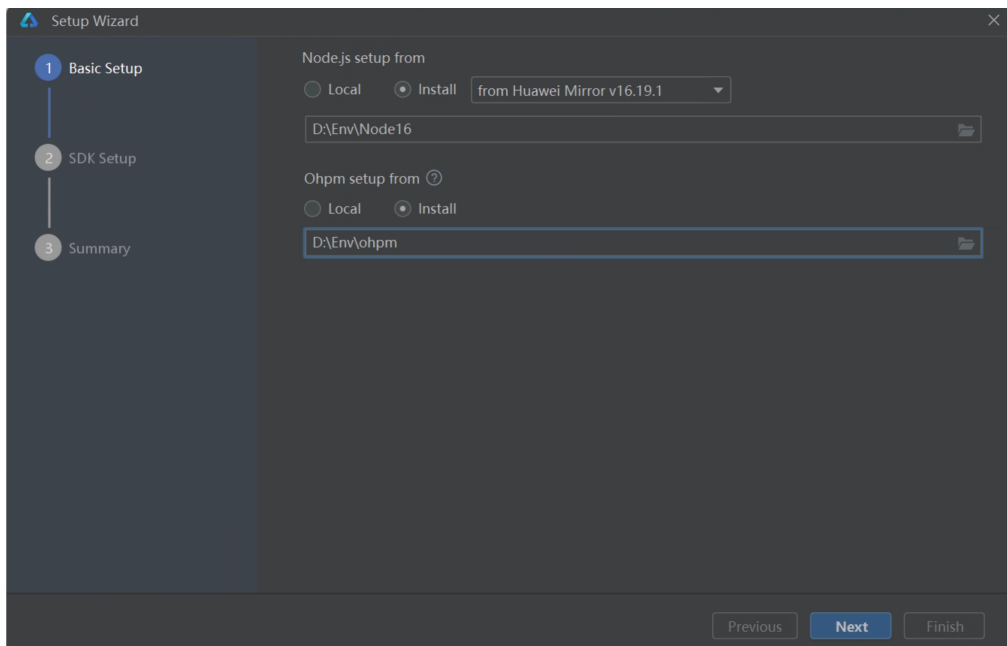 Setup Wizard
1 Basic Setup
2 SDK Setup
3 Summary
Node.js setup from
Local Install from Huawei Mirror v16.19.1
D:\Env\Node16
Ohpm setup from ?
Local Install
D:\Env\ohpm
Previous Next Finish